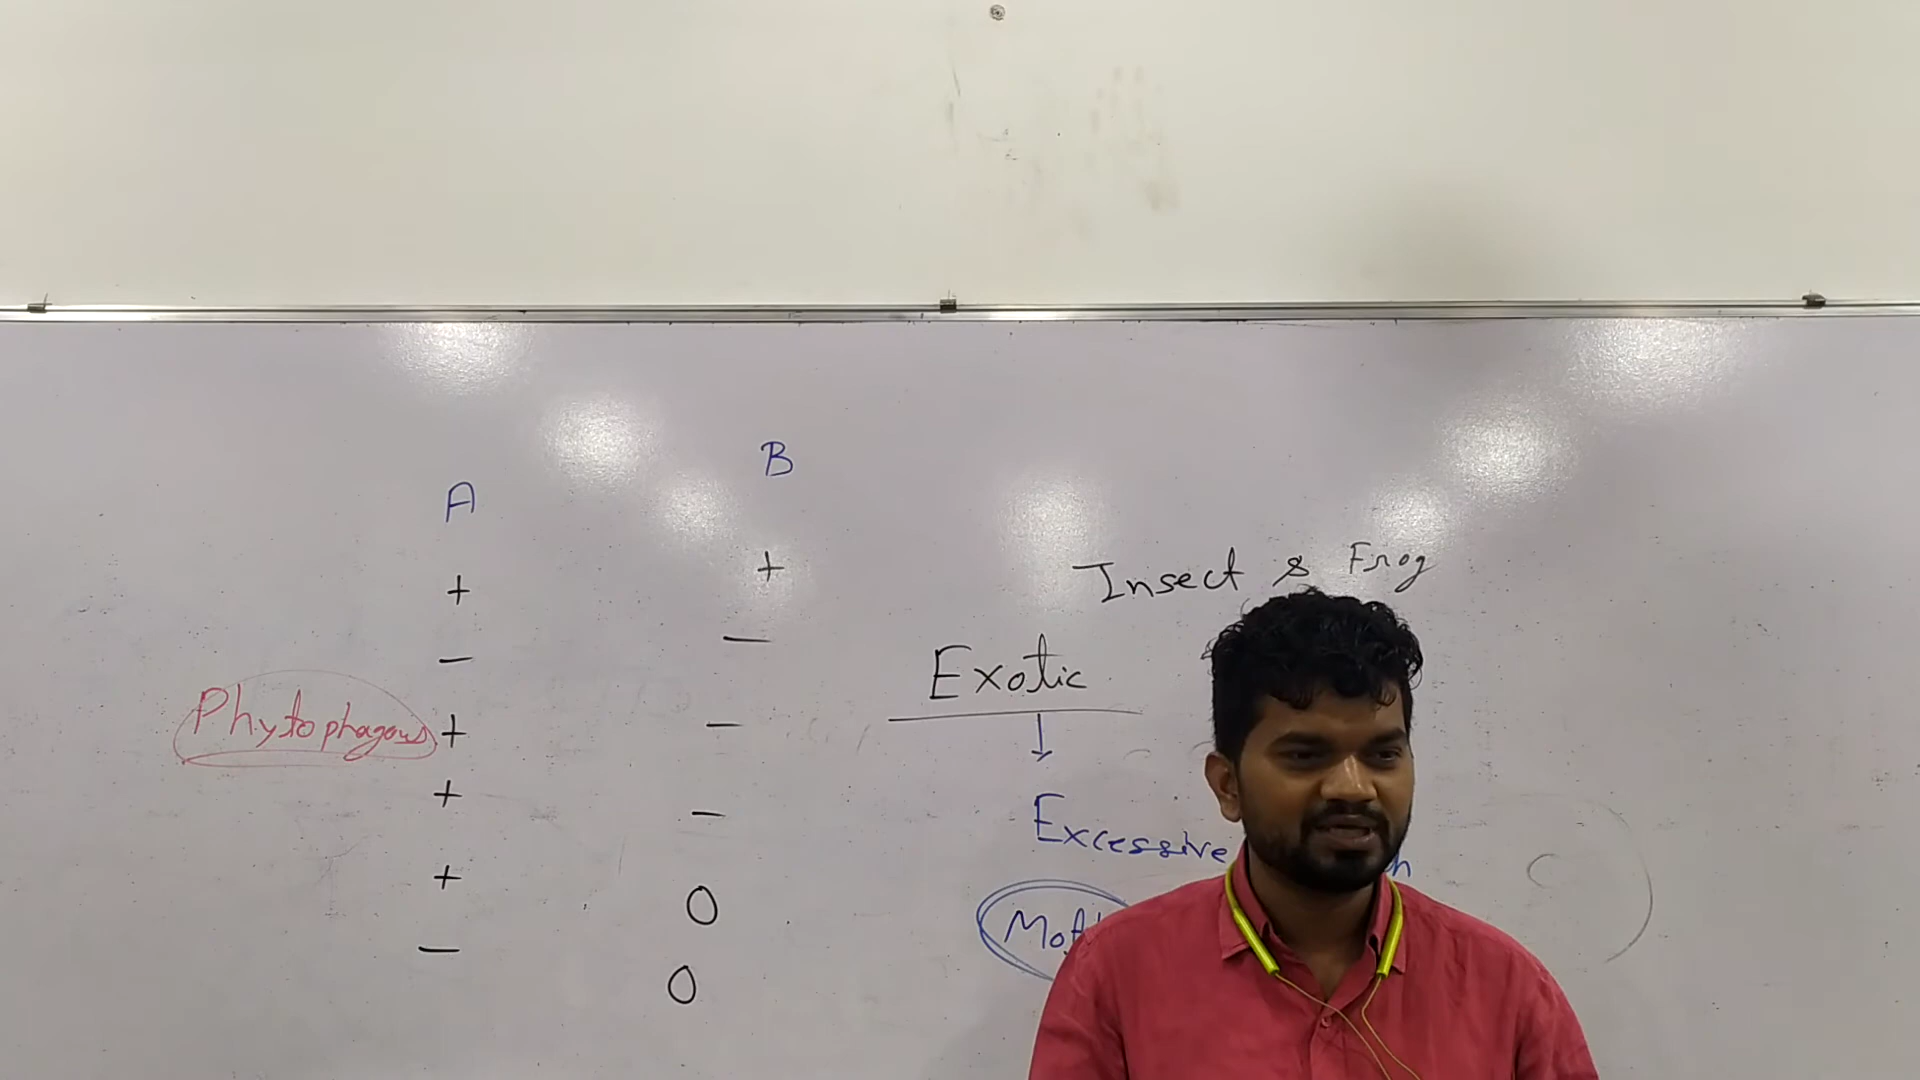 A B
+ +
− −
Phytophagous + −
+ −
+ 0
− 0
Insect & Frog
Exotic
↓
Excessive